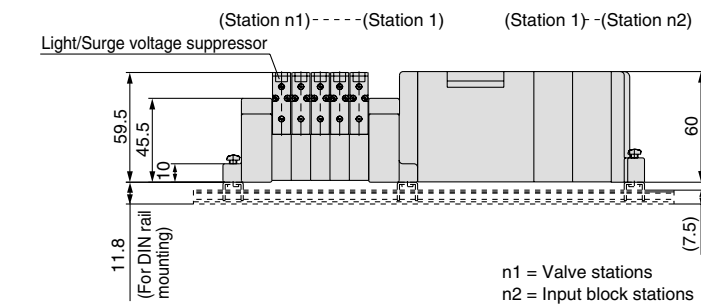 (Station n1) (Station 1) (Station 1) (Station n2)
Light/Surge voltage suppressor
59.5
45.5
10
60
11.8
(For DIN rail
mounting)
(7.5)
n1 = Valve stations
n2 = Input block stations